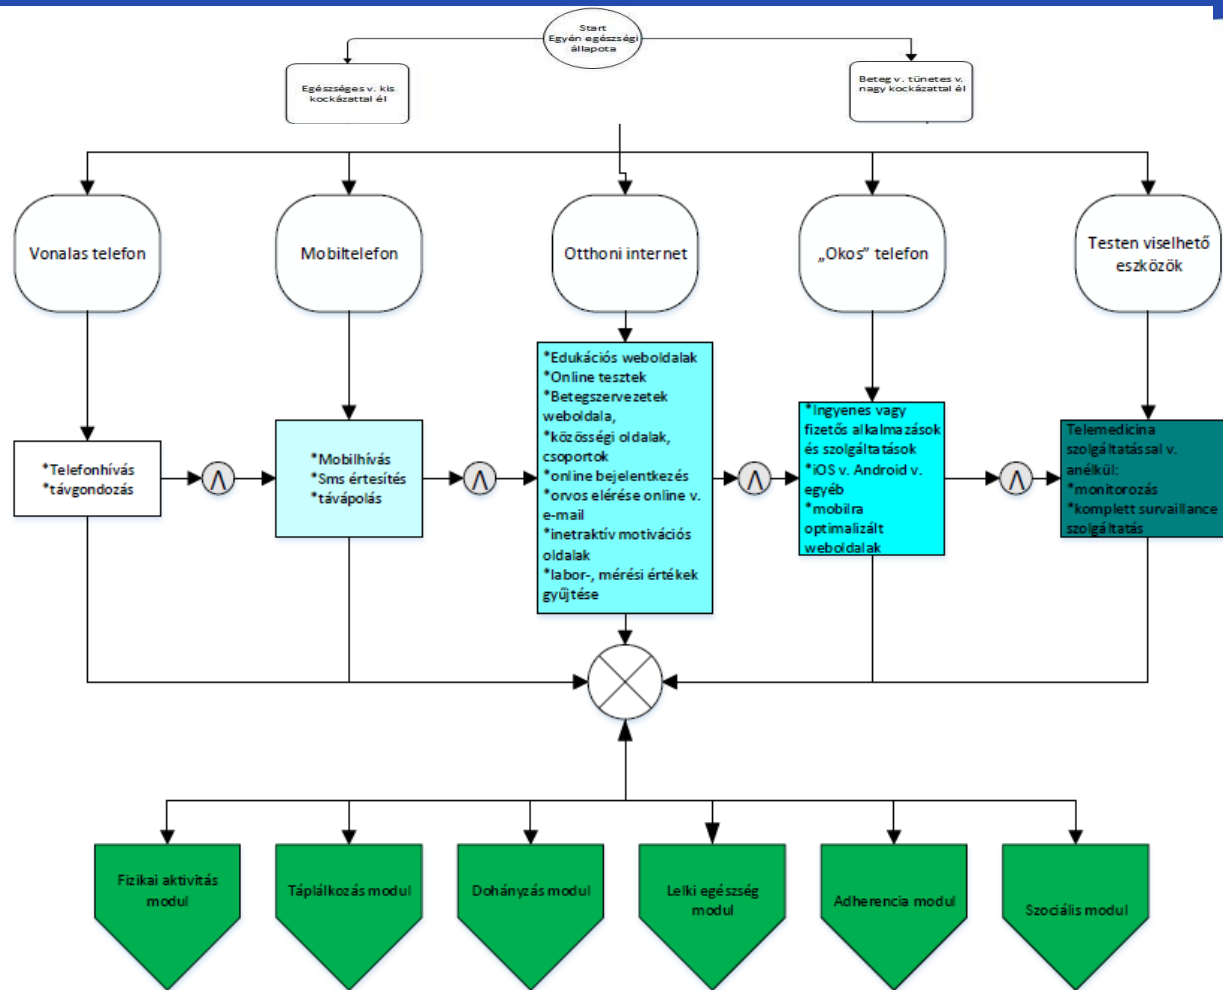 Start
Egyén egészségi
állapota
Egészséges v. kis
kockázattal él
Beteg v. tünetes v.
nagy kockázattal él
Vonalas telefon
Mobiltelefon
Otthoni internet
„Okos” telefon
Testen viselhető
eszközök
*Telefonhívás
*távgondozás
Λ
*Mobilhívás
*Sms értesítés
*távápolás
Λ
*Edukációs weboldalak
*Online tesztek
*Betegszervezetek
weboldala,
*közösségi oldalak,
csoportok
*online bejelentkezés
*orvos elérése online v.
e-mail
*inetraktív motivációs
oldalak
*labor-, mérési értékek
gyűjtése
Λ
*Ingyenes vagy
fizetős alkalmazások
és szolgáltatások
*iOS v. Android v.
egyéb
*mobilra
optimalizált
weboldalak
Λ
Telemedicina
szolgáltatással v.
anélkül:
*monitorozás
*komplett survaillance
szolgáltatás
Fizikai aktivitás
modul
Táplálkozás modul
Dohányzás modul
Lelki egészség
modul
Adherencia modul
Szociális modul